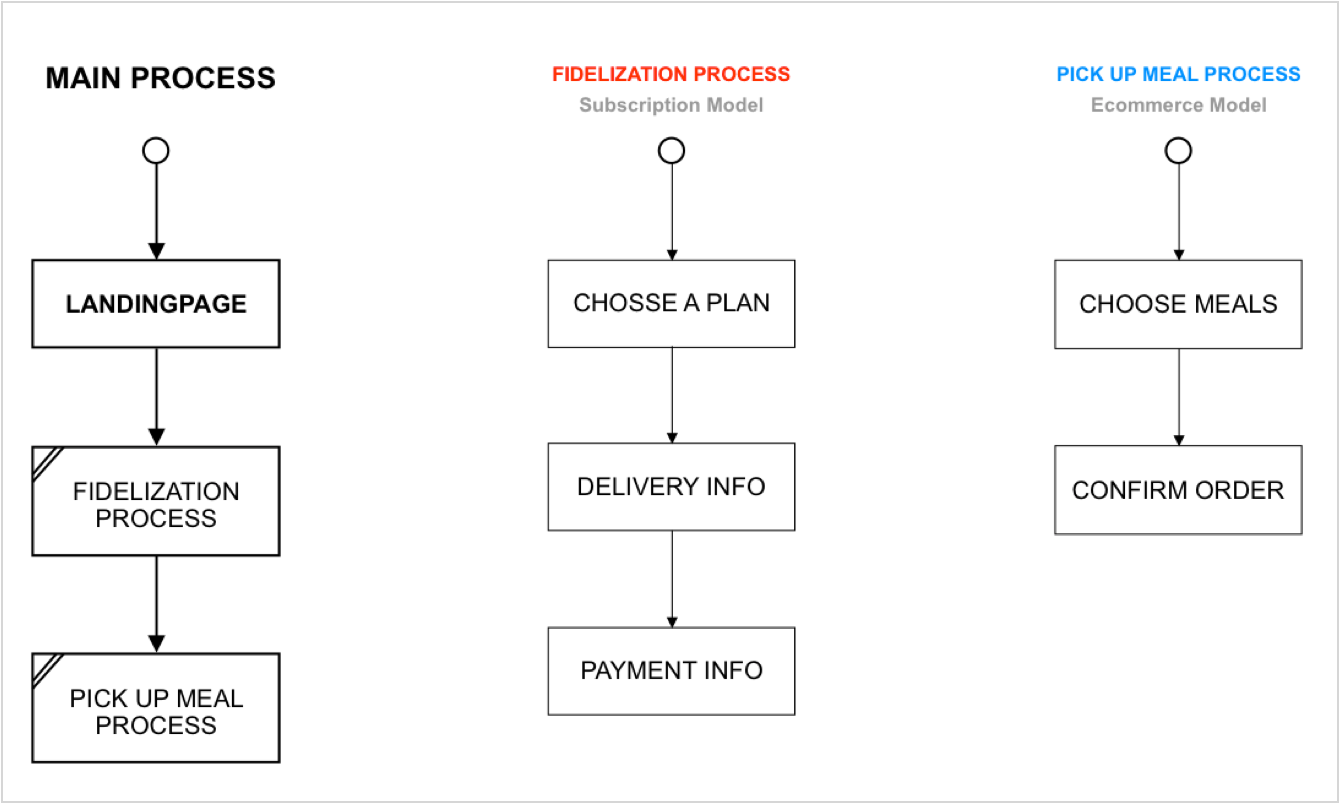 MAIN PROCESS
LANDINGPAGE
FIDELIZATION
PROCESS
PICK UP MEAL
PROCESS
FIDELIZATION PROCESS
Subscription Model
CHOSSE A PLAN
DELIVERY INFO
PAYMENT INFO
PICK UP MEAL PROCESS
Ecommerce Model
CHOOSE MEALS
CONFIRM ORDER